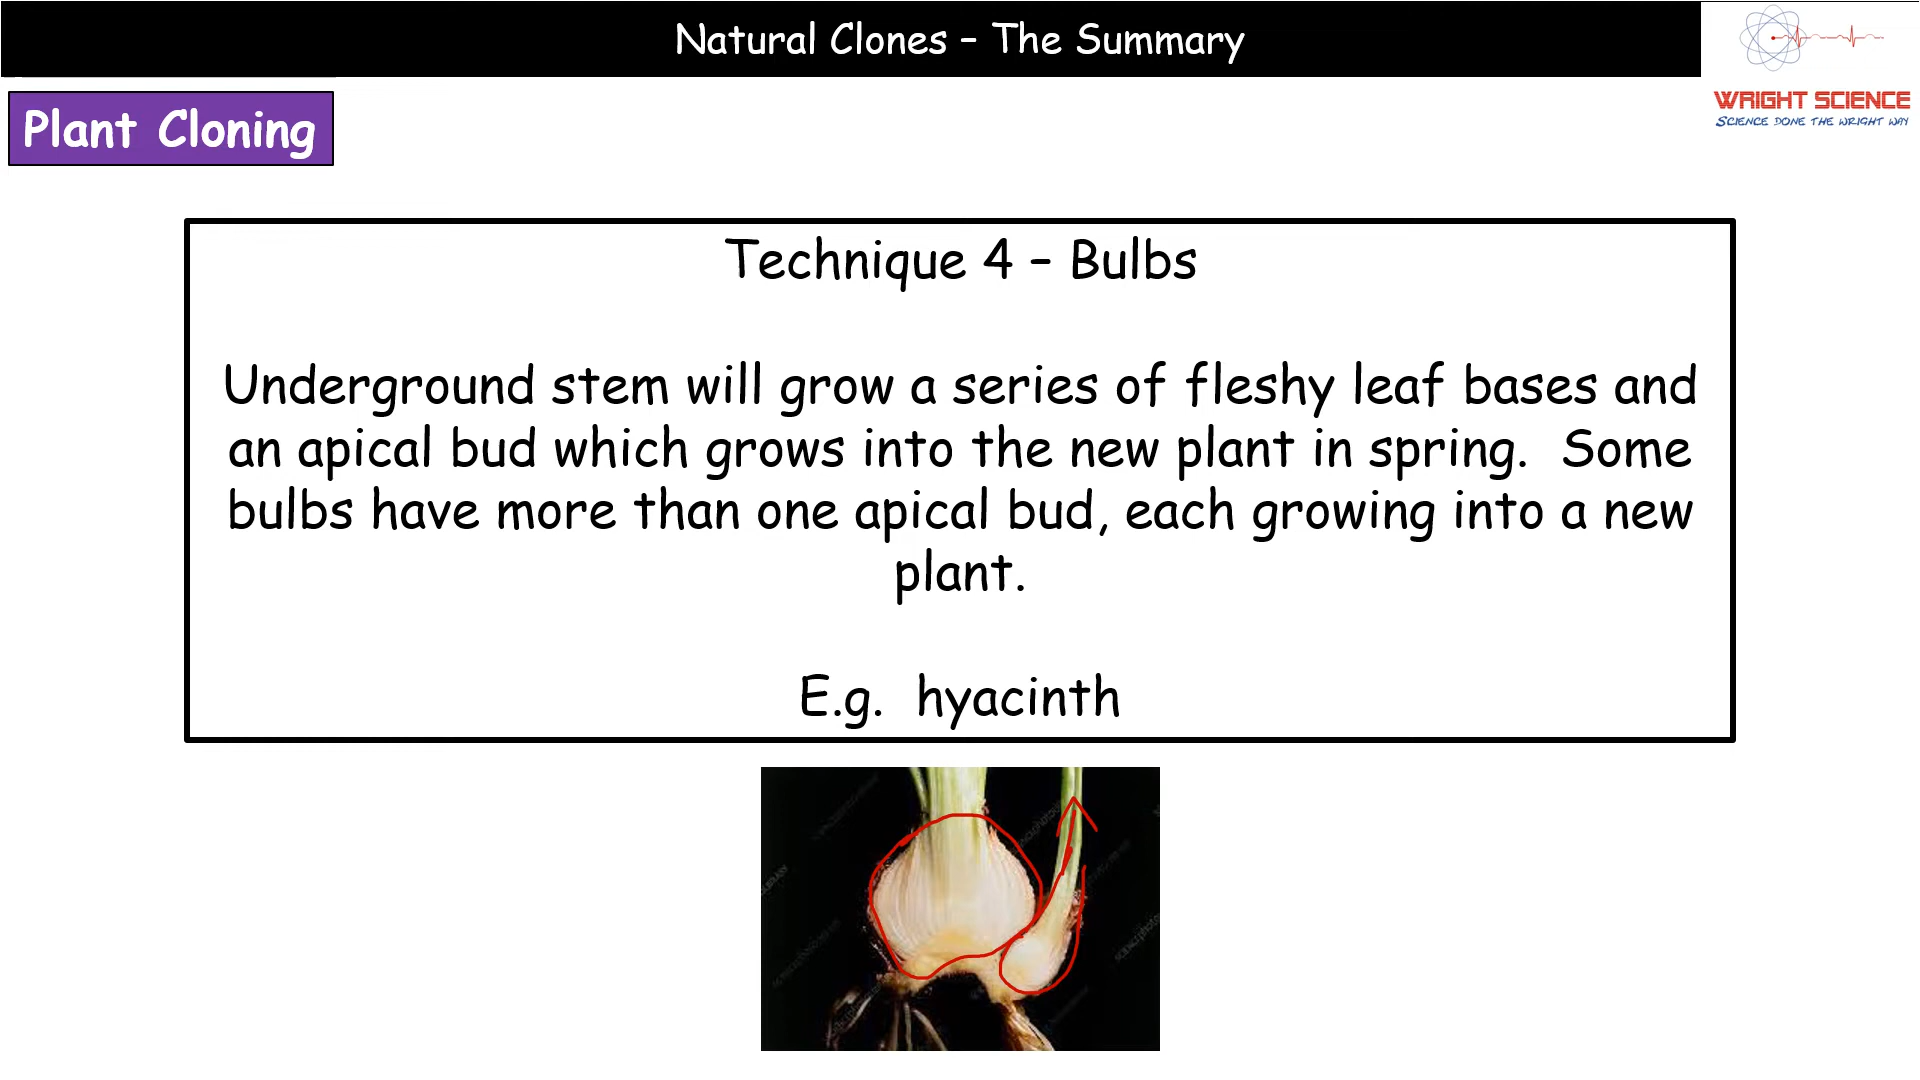 Natural Clones – The Summary
WRIGHT SCIENCE
SCIENCE DONE THE WRIGHT WAY
Plant Cloning
Technique 4 – Bulbs
Underground stem will grow a series of fleshy leaf bases and
an apical bud which grows into the new plant in spring. Some
bulbs have more than one apical bud, each growing into a new
plant.
E.g. hyacinth